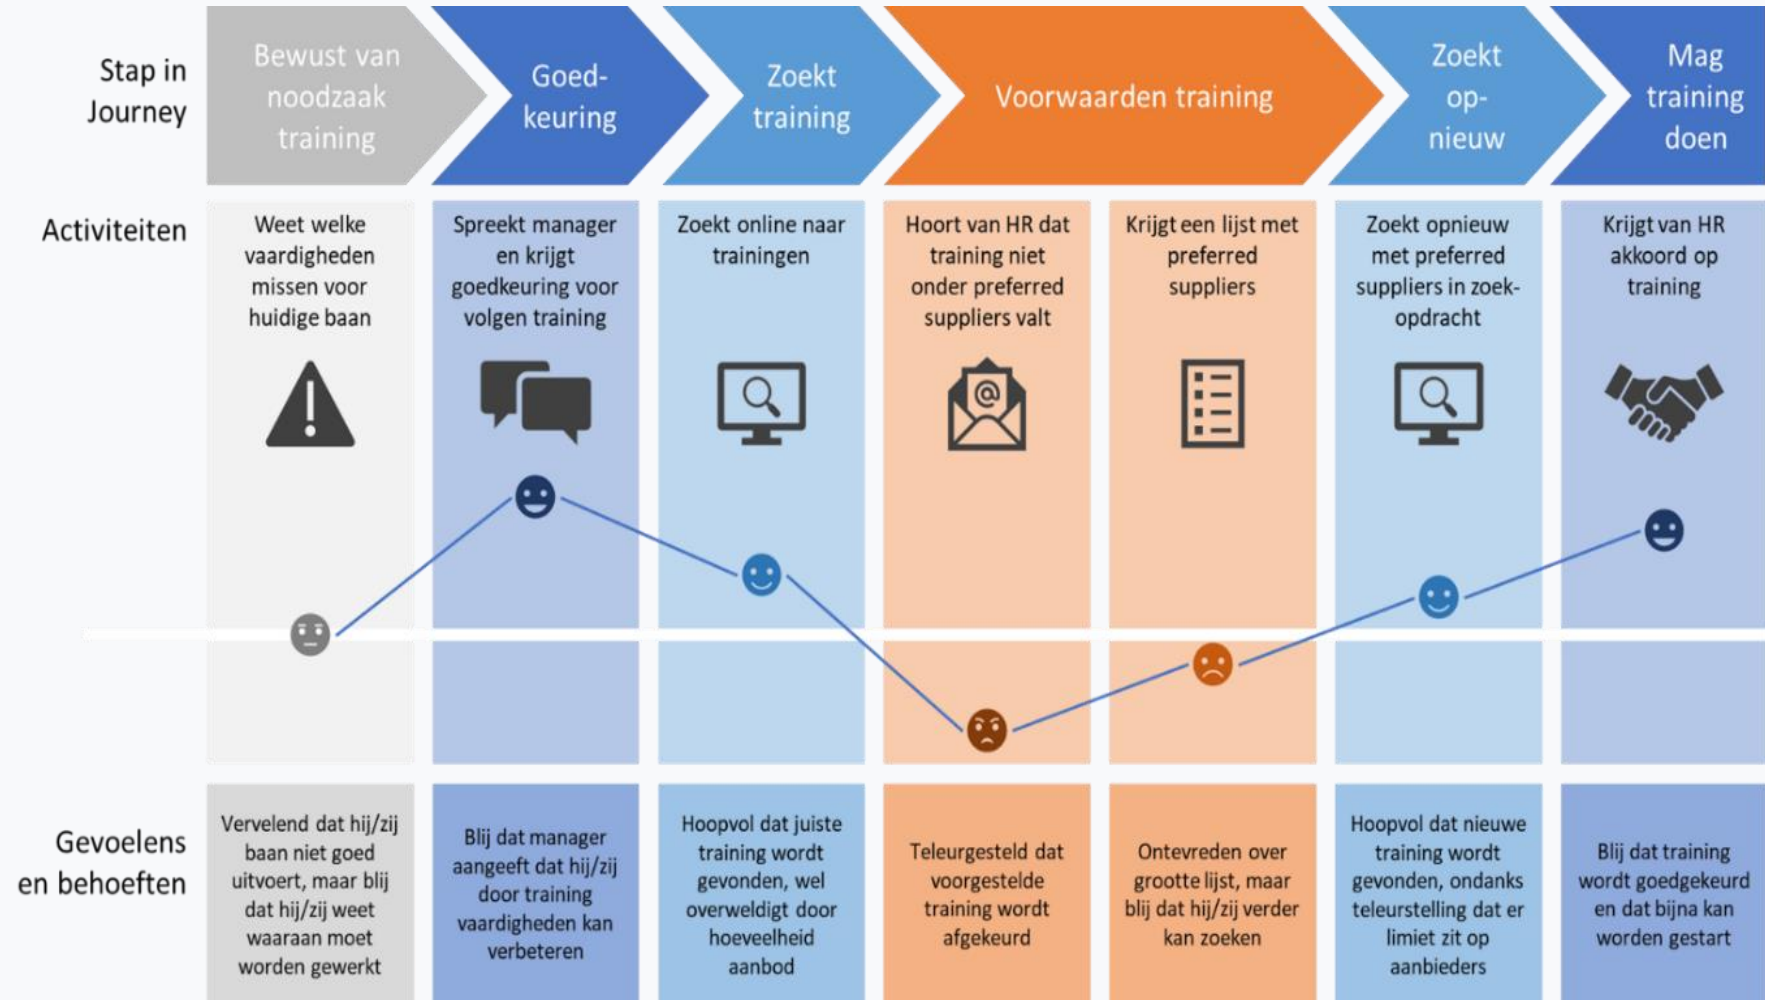 Stap in
Journey
Bewust van
noodzaak
training
Goed-
keuring
Zoekt
training
Voorwaarden training
Zoekt
op-
nieuw
Mag
training
doen
Activiteiten
Weet welke
vaardigheden
missen voor
huidige baan
Spreekt manager
en krijgt
goedkeuring voor
volgen training
Zoekt online naar
trainingen
Hoort van HR dat
training niet
onder preferred
suppliers valt
Krijgt een lijst met
preferred
suppliers
Zoekt opnieuw
met preferred
suppliers in zoek-
opdracht
Krijgt van HR
akkoord op
training
@
Gevoelens
en behoeften
Vervelend dat hij/zij
baan niet goed
uitvoert, maar blij
dat hij/zij weet
waaraan moet
worden gewerkt
Blij dat manager
aangeeft dat hij/zij
door training
vaardigheden kan
verbeteren
Hoopvol dat juiste
training wordt
gevonden, wel
overweldigt door
hoeveelheid
aanbod
Teleurgesteld dat
voorgestelde
training wordt
afgekeurd
Ontevreden over
grootte lijst, maar
blij dat hij/zij verder
kan zoeken
Hoopvol dat nieuwe
training wordt
gevonden, ondanks
teleurstelling dat er
limiet zit op
aanbieders
Blij dat training
wordt goedgekeurd
en dat bijna kan
worden gestart